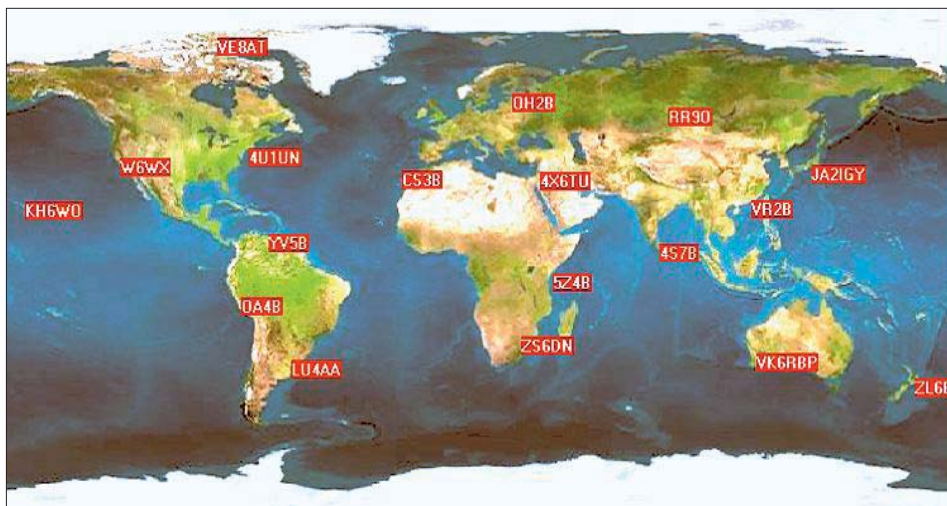 VE8AT
OH2B
RR9O
4U1UN
W6WX
CS3B
4X6TU
JA2IGY
KH6WO
VR2B
YV5B
4S7B
5Z4B
OA4B
ZS6DN
LU4AA
VK6RBP